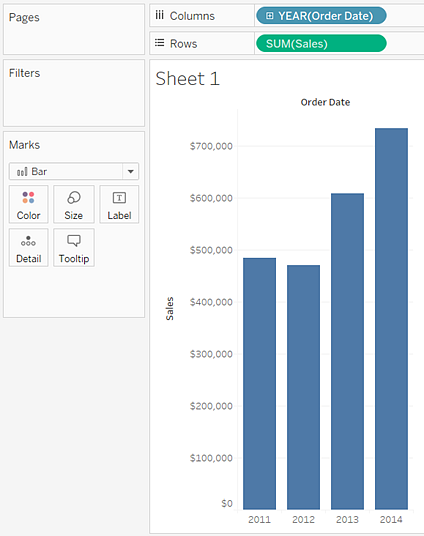 Pages
Columns
YEAR(Order Date)
Rows
SUM(Sales)
Filters
Marks
Bar
Color
Size
Label
Detail
Tooltip
Sheet 1
Order Date
Sales
$700,000
$600,000
$500,000
$400,000
$300,000
$200,000
$100,000
$0
2011 2012 2013 2014